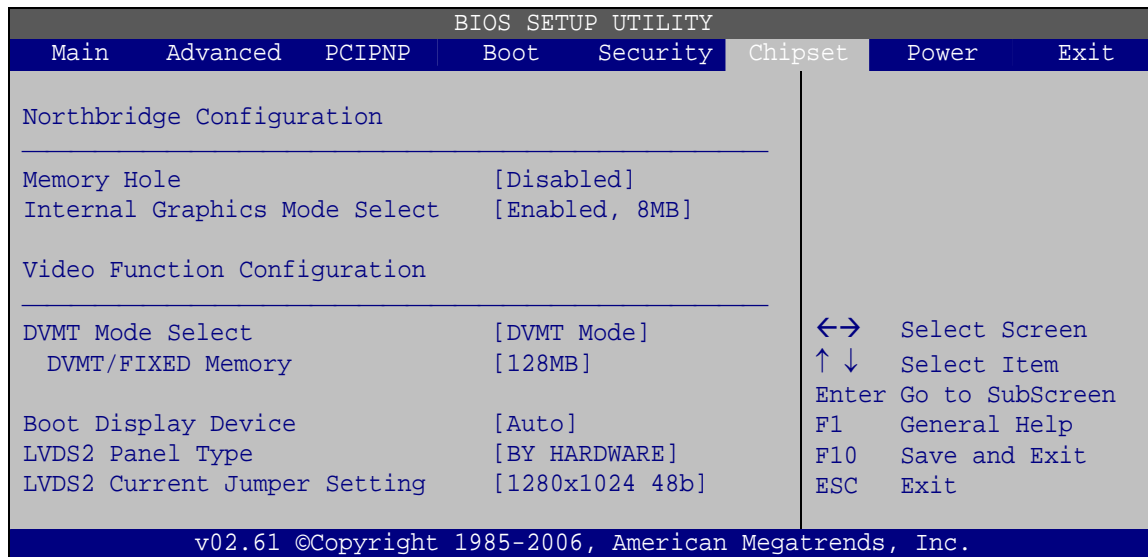 BIOS SETUP UTILITY
Main Advanced PCIPNP Boot Security Chipset Power Exit
Northbridge Configuration
Memory Hole [Disabled]
Internal Graphics Mode Select [Enabled, 8MB]
Video Function Configuration
DVMT Mode Select [DVMT Mode]
DVMT/FIXED Memory [128MB]
Boot Display Device [Auto]
LVDS2 Panel Type [BY HARDWARE]
LVDS2 Current Jumper Setting [1280x1024 48b]
←→ Select Screen
↑ ↓ Select Item
Enter Go to SubScreen
F1 General Help
F10 Save and Exit
ESC Exit
v02.61 ©Copyright 1985-2006, American Megatrends, Inc.